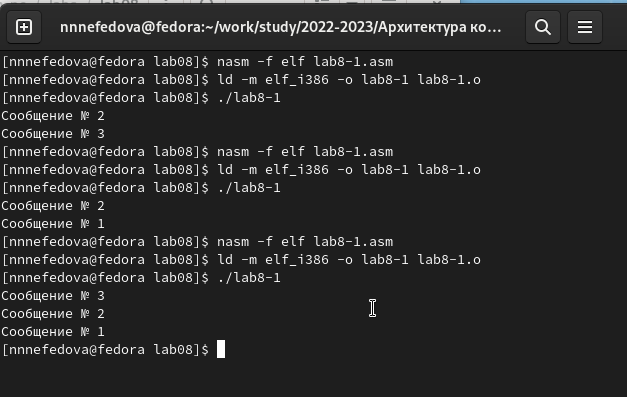 nnnefedova@fedora:~/work/study/2022-2023/Архитектура ко...
[nnnefedova@fedora lab08]$ nasm -f elf lab8-1.asm
[nnnefedova@fedora lab08]$ ld -m elf_i386 -o lab8-1 lab8-1.o
[nnnefedova@fedora lab08]$ ./lab8-1
Сообщение № 2
Сообщение № 3
[nnnefedova@fedora lab08]$ nasm -f elf lab8-1.asm
[nnnefedova@fedora lab08]$ ld -m elf_i386 -o lab8-1 lab8-1.o
[nnnefedova@fedora lab08]$ ./lab8-1
Сообщение № 2
Сообщение № 1
[nnnefedova@fedora lab08]$ nasm -f elf lab8-1.asm
[nnnefedova@fedora lab08]$ ld -m elf_i386 -o lab8-1 lab8-1.o
[nnnefedova@fedora lab08]$ ./lab8-1
Сообщение № 3
Сообщение № 2
Сообщение № 1
[nnnefedova@fedora lab08]$